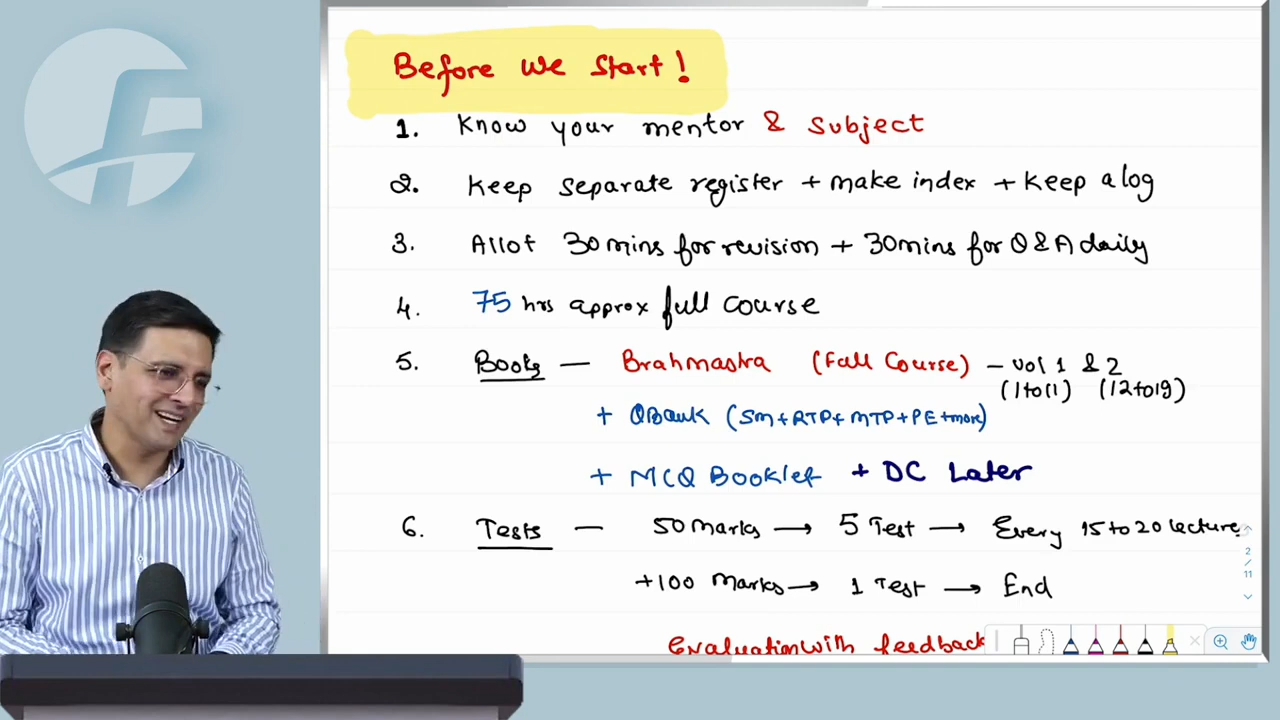 Before We Start!
1. Know your mentor & Subject
2. Keep separate register + make index + Keep a log
3. Allot 30 mins for revision + 30 mins for Q & A daily
4. 75 hrs approx full Course
5. Books — Brahmastra (Full Course) — Vol 1 & 2
(1 to 11) (12 to 19)
+ QBank (SM + RTP + MTP + PE + more)
+ MCQ Booklet + DC Later
6. Tests — 50 Marks → 5 Test → Every 15 to 20 lecture
+100 Marks → 1 Test → End
Evaluation with feedback
2
/
11